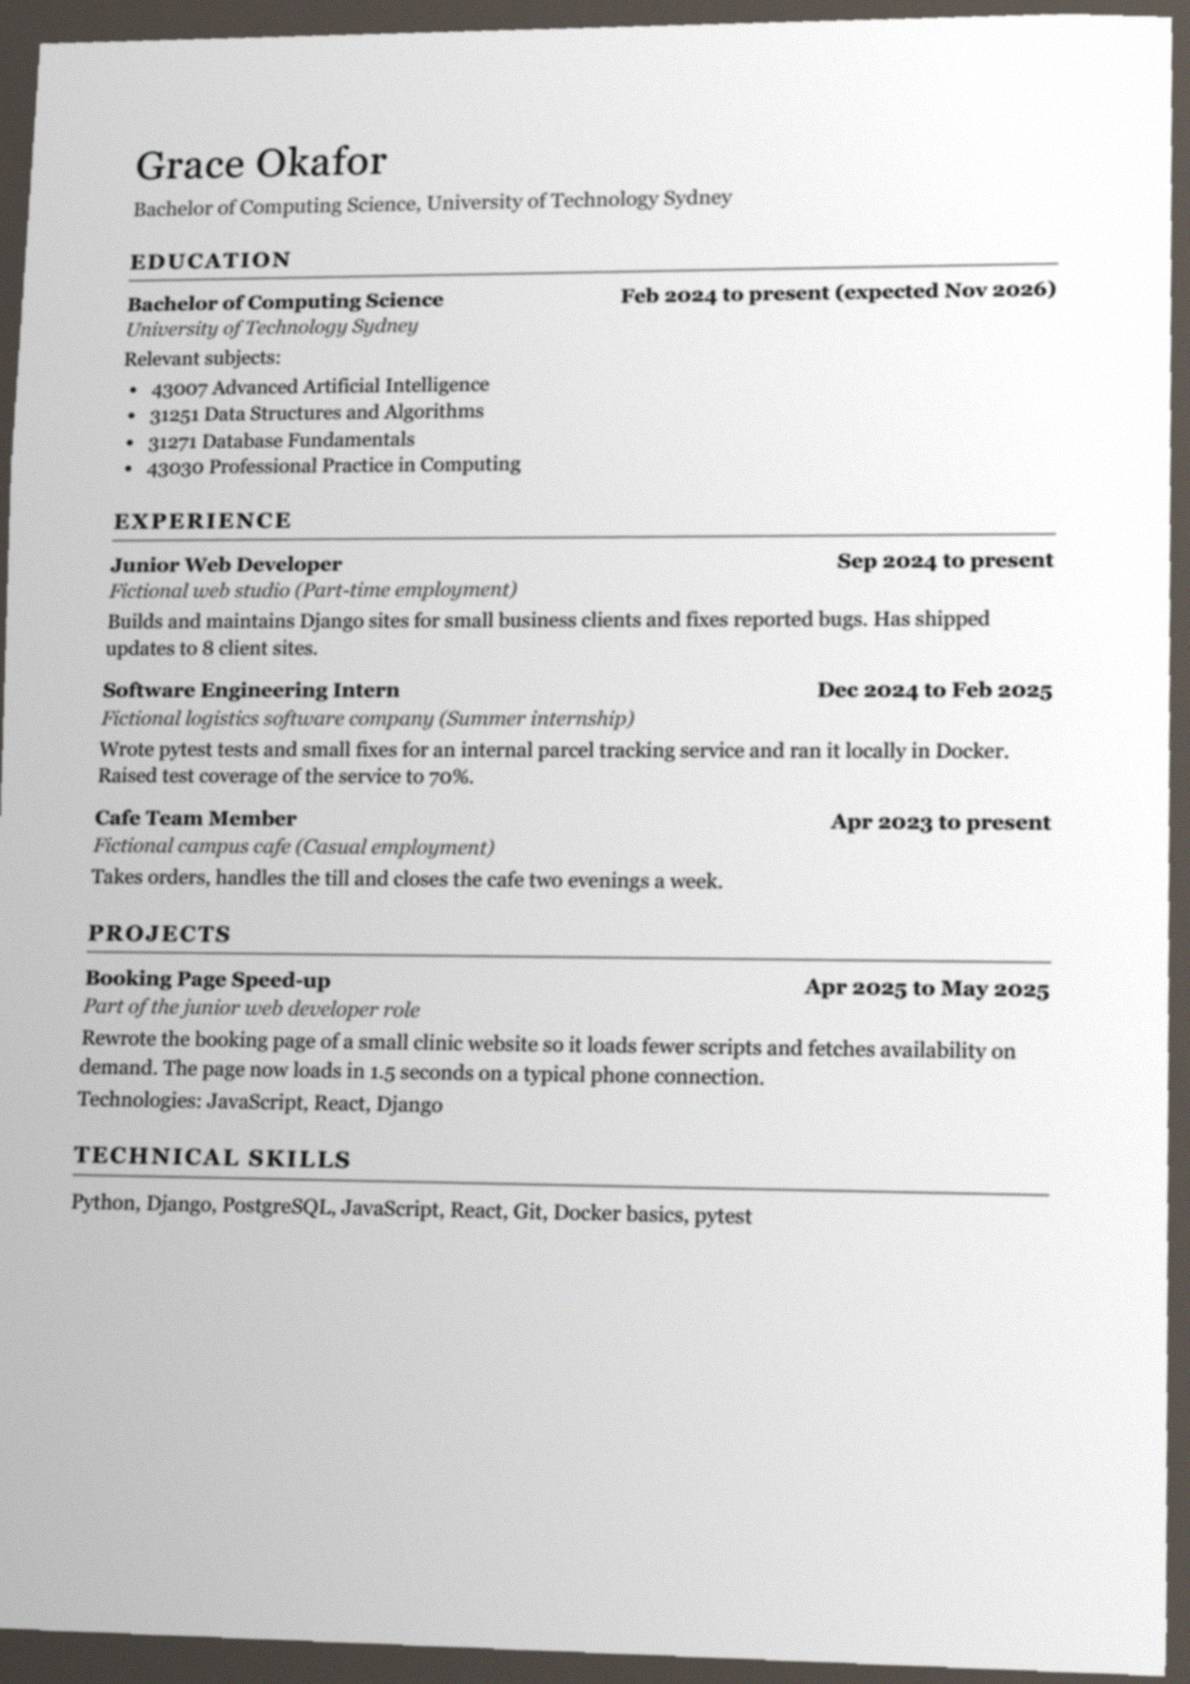 Grace Okafor
Bachelor of Computing Science, University of Technology Sydney
EDUCATION
Bachelor of Computing Science Feb 2024 to present (expected Nov 2026)
University of Technology Sydney
Relevant subjects:
• 43007 Advanced Artificial Intelligence
• 31251 Data Structures and Algorithms
• 31271 Database Fundamentals
• 43030 Professional Practice in Computing
EXPERIENCE
Junior Web Developer Sep 2024 to present
Fictional web studio (Part-time employment)
Builds and maintains Django sites for small business clients and fixes reported bugs. Has shipped
updates to 8 client sites.
Software Engineering Intern Dec 2024 to Feb 2025
Fictional logistics software company (Summer internship)
Wrote pytest tests and small fixes for an internal parcel tracking service and ran it locally in Docker.
Raised test coverage of the service to 70%.
Cafe Team Member Apr 2023 to present
Fictional campus cafe (Casual employment)
Takes orders, handles the till and closes the cafe two evenings a week.
PROJECTS
Booking Page Speed-up Apr 2025 to May 2025
Part of the junior web developer role
Rewrote the booking page of a small clinic website so it loads fewer scripts and fetches availability on
demand. The page now loads in 1.5 seconds on a typical phone connection.
Technologies: JavaScript, React, Django
TECHNICAL SKILLS
Python, Django, PostgreSQL, JavaScript, React, Git, Docker basics, pytest